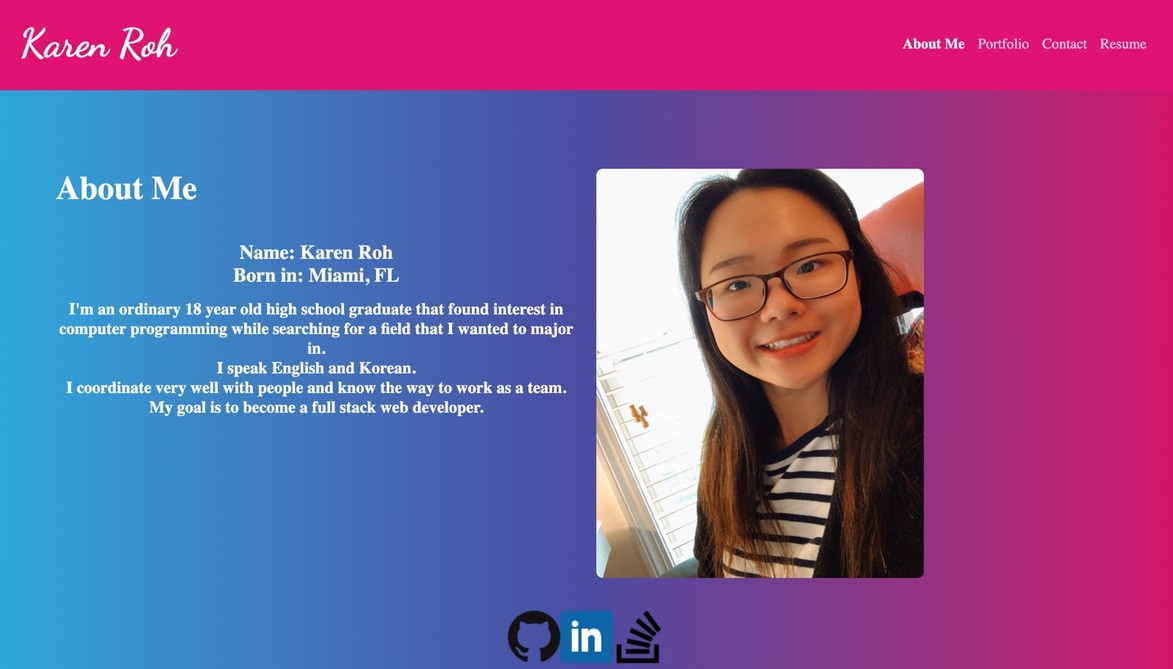 Karen Roh
About Me Portfolio Contact Resume
About Me
Name: Karen Roh
Born in: Miami, FL
I'm an ordinary 18 year old high school graduate that found interest in
computer programming while searching for a field that I wanted to major
in.
I speak English and Korean.
I coordinate very well with people and know the way to work as a team.
My goal is to become a full stack web developer.
in